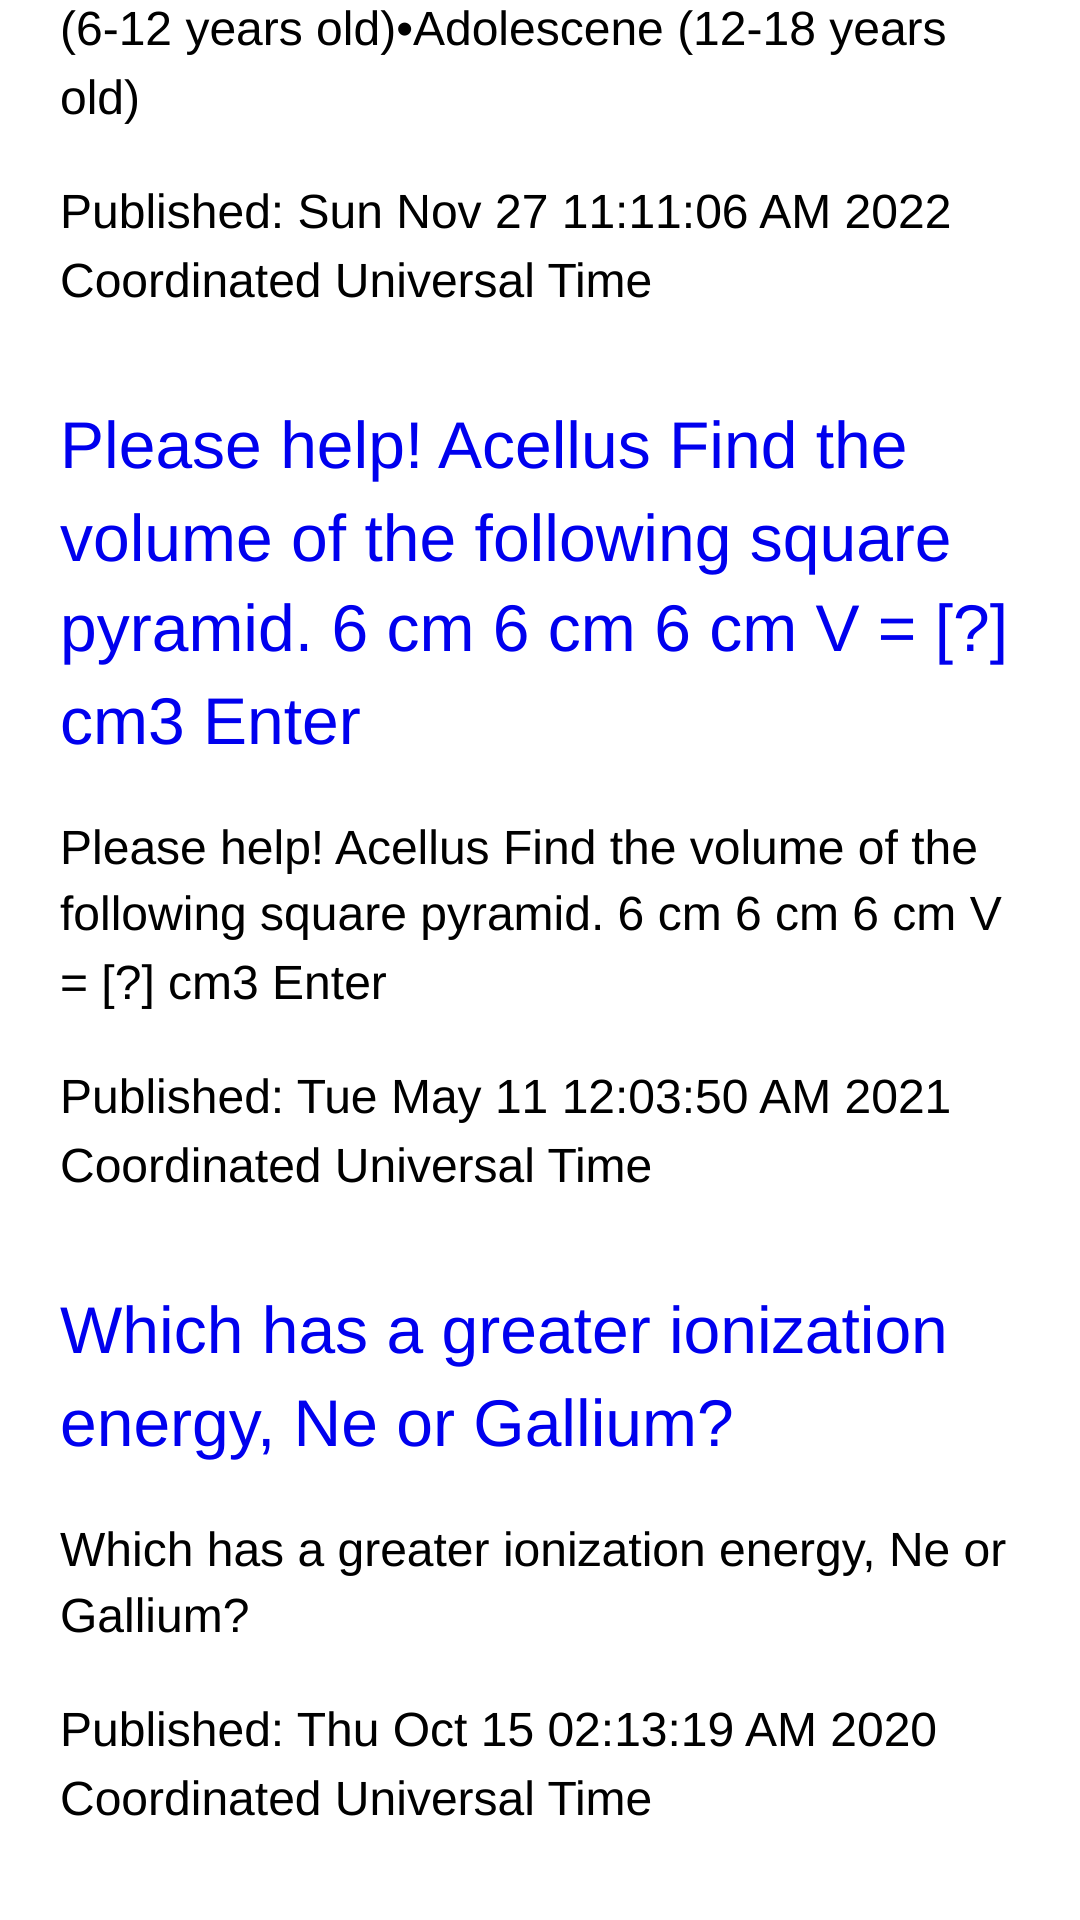 (6-12 years old)•Adolescene (12-18 years
old)
Published: Sun Nov 27 11:11:06 AM 2022
Coordinated Universal Time
Please help! Acellus Find the
volume of the following square
pyramid. 6 cm 6 cm 6 cm V = [?]
cm3 Enter
Please help! Acellus Find the volume of the
following square pyramid. 6 cm 6 cm 6 cm V
= [?] cm3 Enter
Published: Tue May 11 12:03:50 AM 2021
Coordinated Universal Time
Which has a greater ionization
energy, Ne or Gallium?
Which has a greater ionization energy, Ne or
Gallium?
Published: Thu Oct 15 02:13:19 AM 2020
Coordinated Universal Time